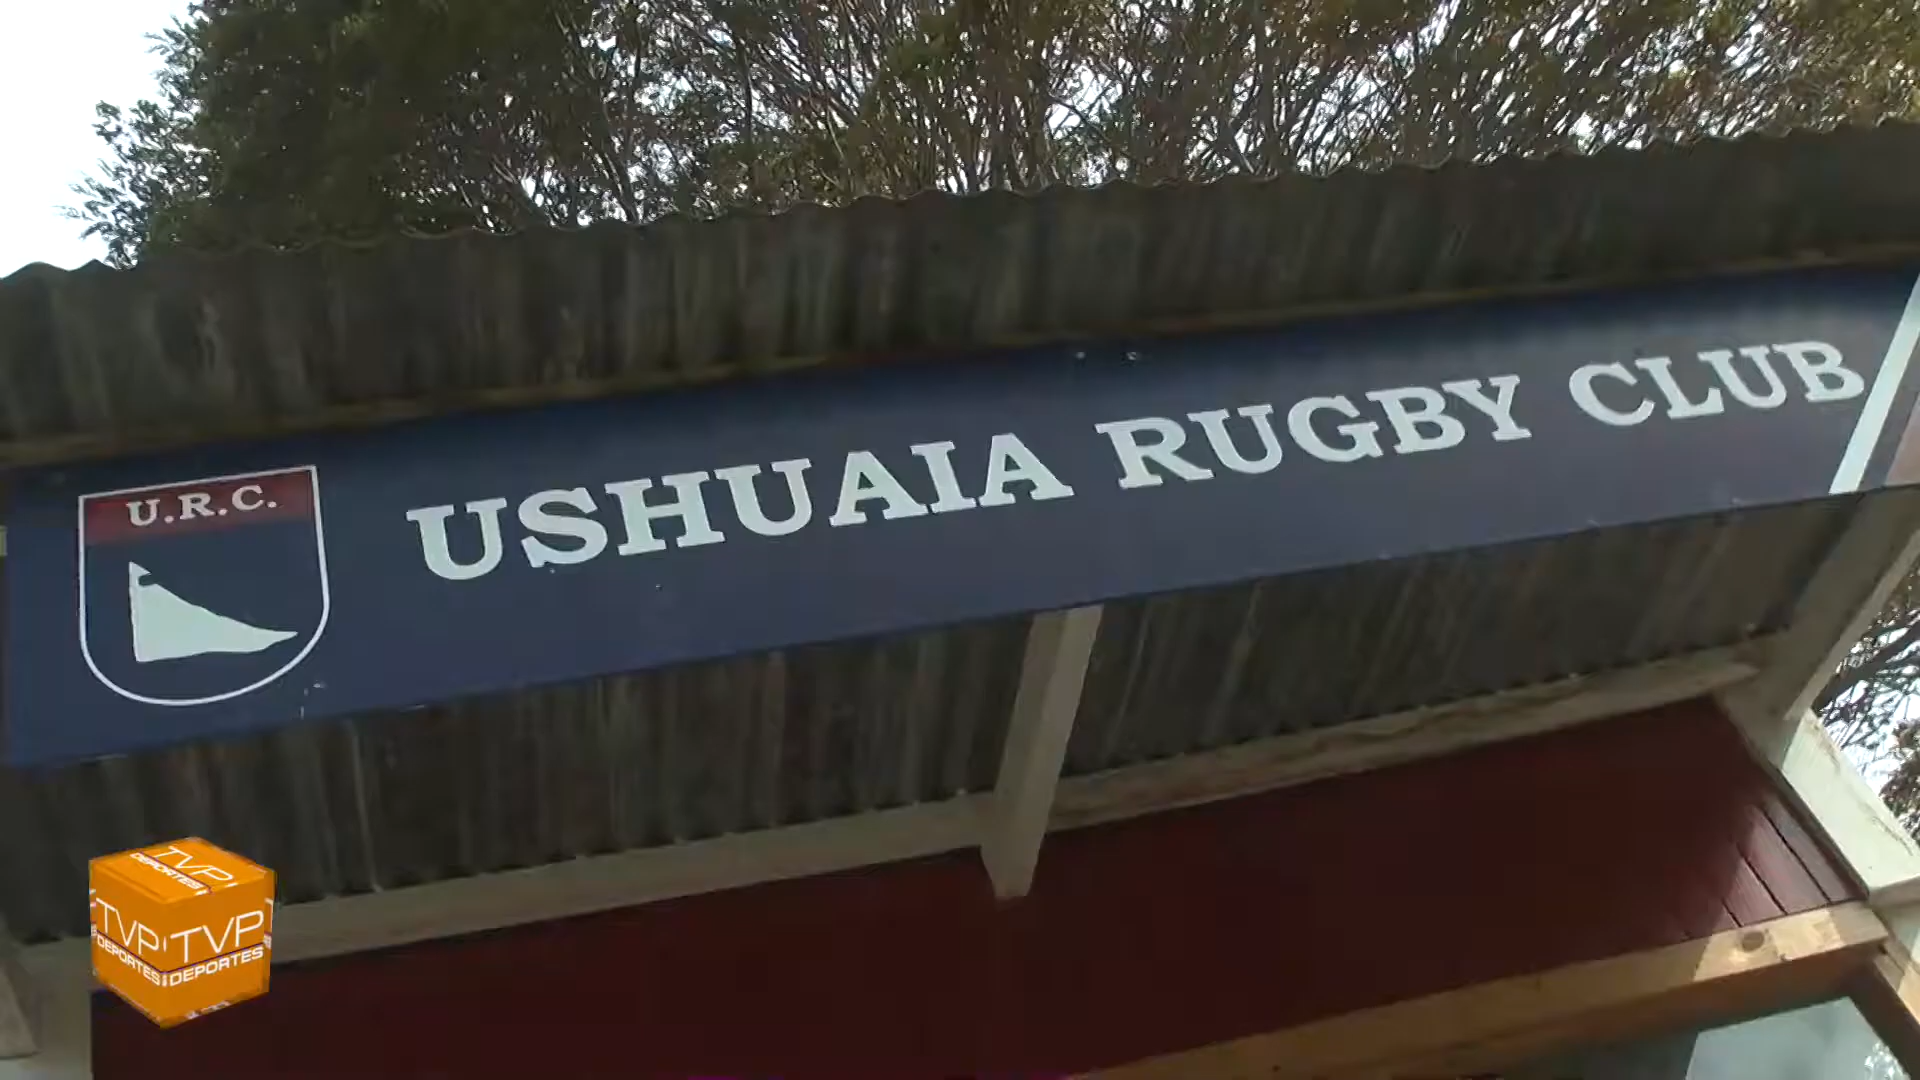 U.R.C.
USHUAIA RUGBY CLUB
TVP
DEPORTES
TVP
DEPORTES
TVP
DEPORTES